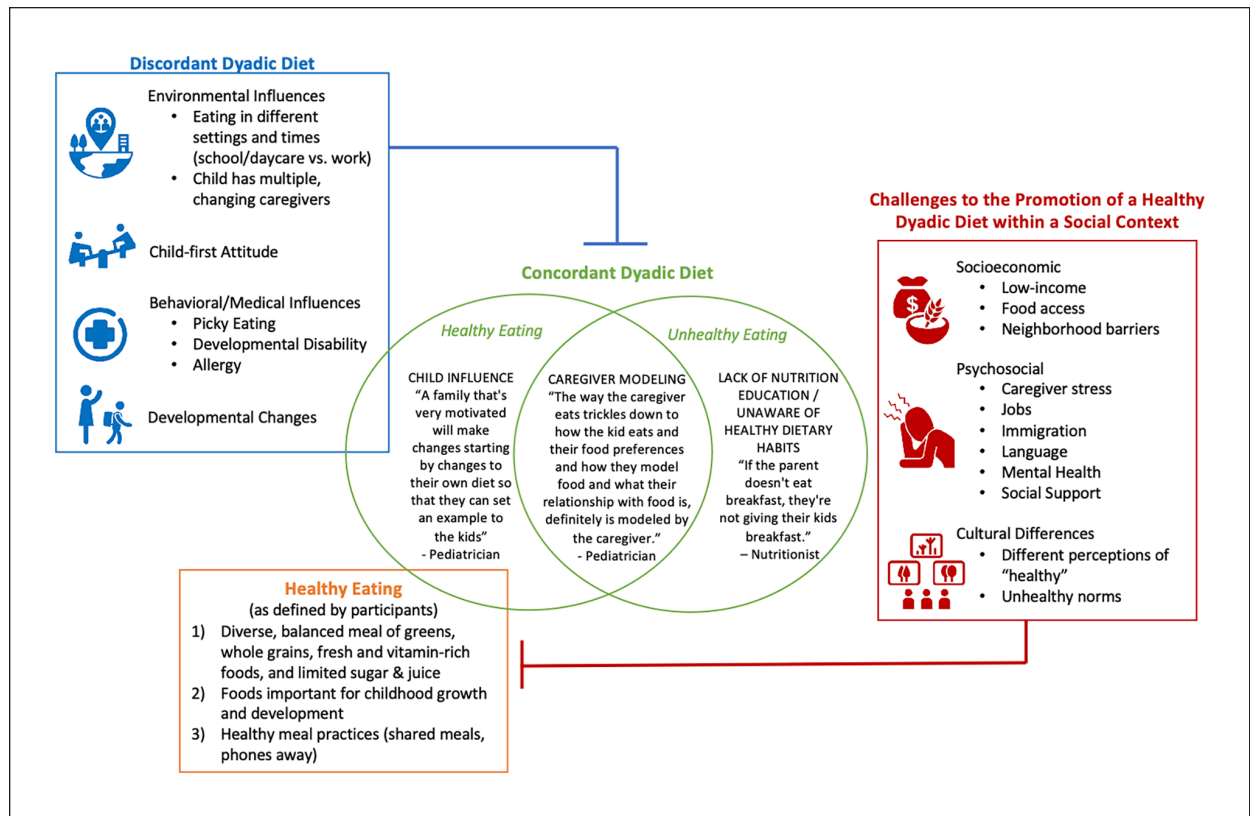 Discordant Dyadic Diet
Environmental Influences
• Eating in different
settings and times
(school/daycare vs. work)
• Child has multiple,
changing caregivers
Child-first Attitude
Behavioral/Medical Influences
• Picky Eating
• Developmental Disability
• Allergy
Developmental Changes
Concordant Dyadic Diet
Healthy Eating
CHILD INFLUENCE
“A family that's
very motivated
will make
changes starting
by changes to
their own diet so
that they can set
an example to
the kids”
- Pediatrician
CAREGIVER MODELING
“The way the caregiver
eats trickles down to
how the kid eats and
their food preferences
and how they model
food and what their
relationship with food is,
definitely is modeled by
the caregiver.”
- Pediatrician
Unhealthy Eating
LACK OF NUTRITION
EDUCATION /
UNAWARE OF
HEALTHY DIETARY
HABITS
“If the parent
doesn't eat
breakfast, they're
not giving their kids
breakfast.”
– Nutritionist
Challenges to the Promotion of a Healthy
Dyadic Diet within a Social Context
Socioeconomic
• Low-income
• Food access
• Neighborhood barriers
$
Psychosocial
• Caregiver stress
• Jobs
• Immigration
• Language
• Mental Health
• Social Support
Cultural Differences
• Different perceptions of
“healthy”
• Unhealthy norms
Healthy Eating
(as defined by participants)
1) Diverse, balanced meal of greens,
whole grains, fresh and vitamin-rich
foods, and limited sugar & juice
2) Foods important for childhood growth
and development
3) Healthy meal practices (shared meals,
phones away)